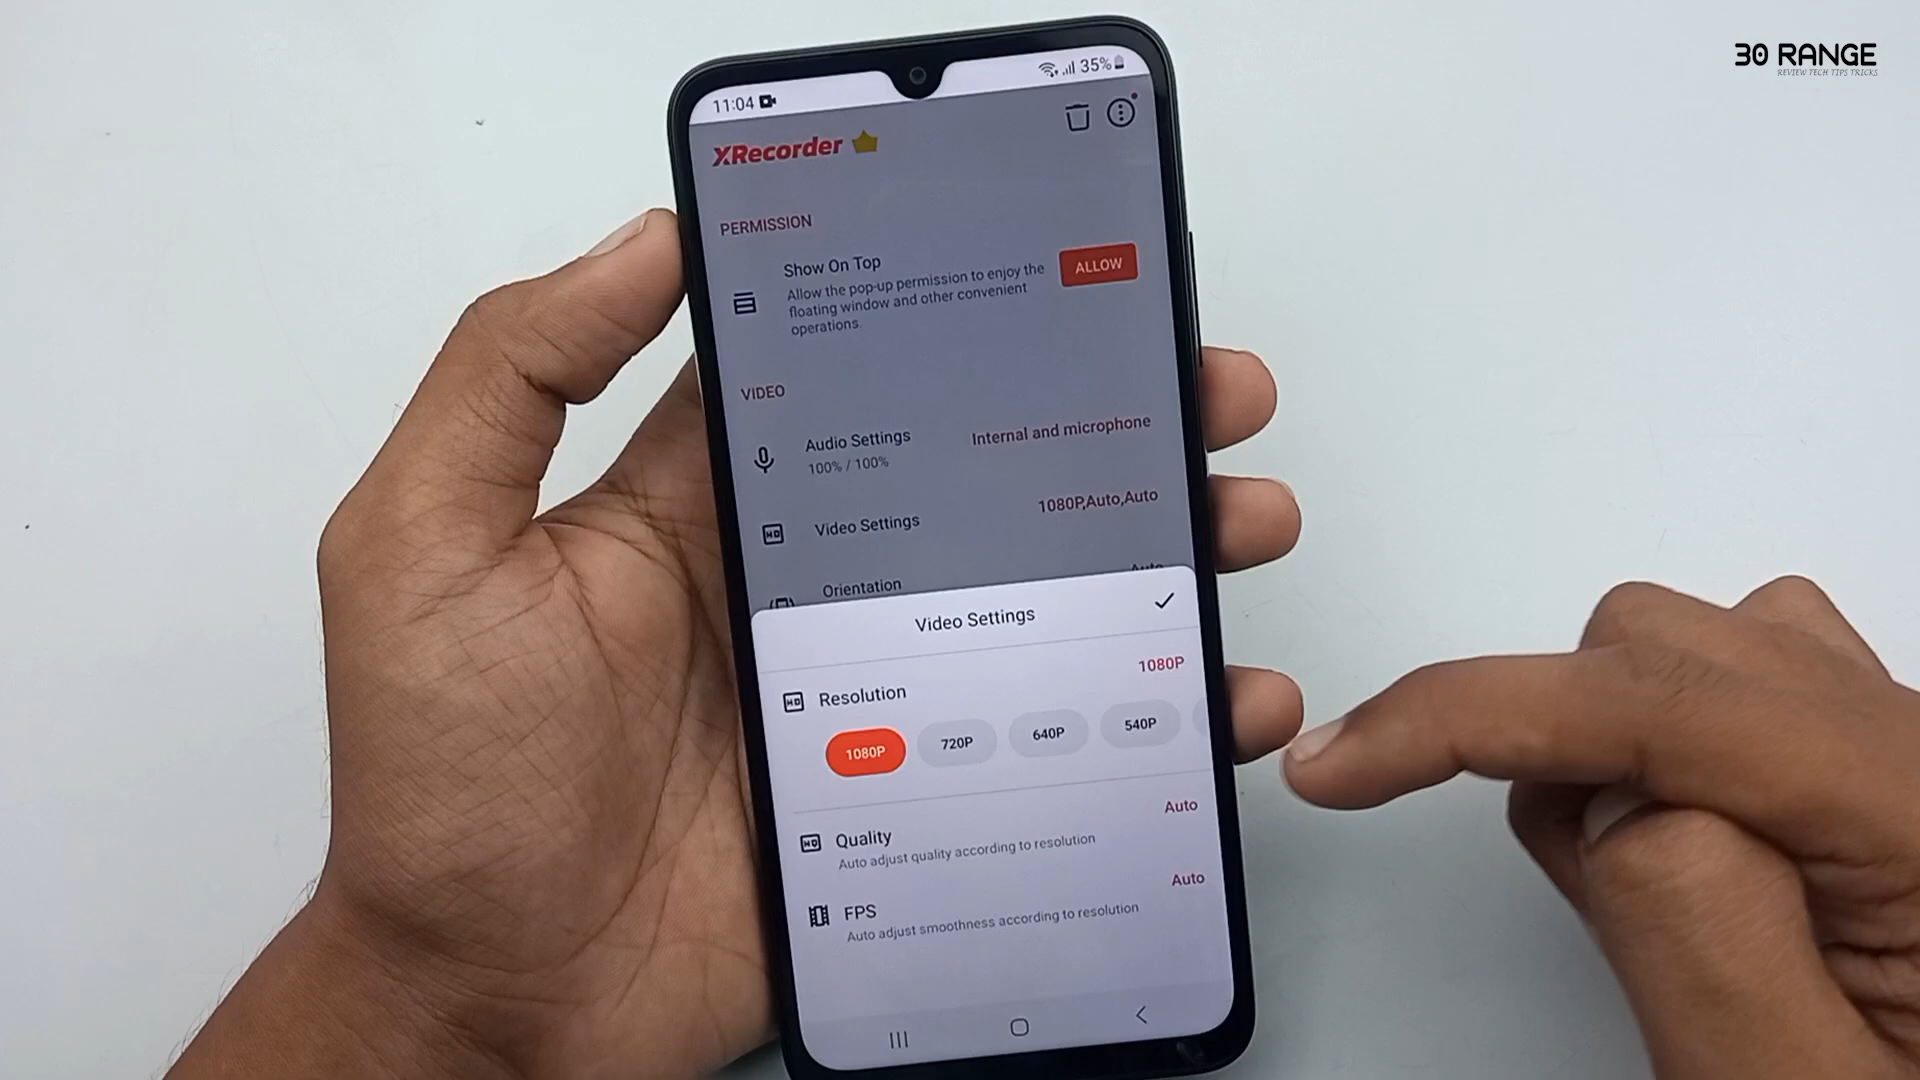 30 RANGE
REVIEW TECH TIPS TRICKS
11:04
35%
XRecorder
PERMISSION
Show On Top
Allow the pop-up permission to enjoy the
floating window and other convenient
operations.
ALLOW
VIDEO
Audio Settings
100% / 100%
Internal and microphone
Video Settings
1080P,Auto,Auto
Orientation
Auto
Video Settings
HD
Resolution
1080P
1080P
720P
640P
540P
Quality
Auto
Auto adjust quality according to resolution
FPS
Auto
Auto adjust smoothness according to resolution